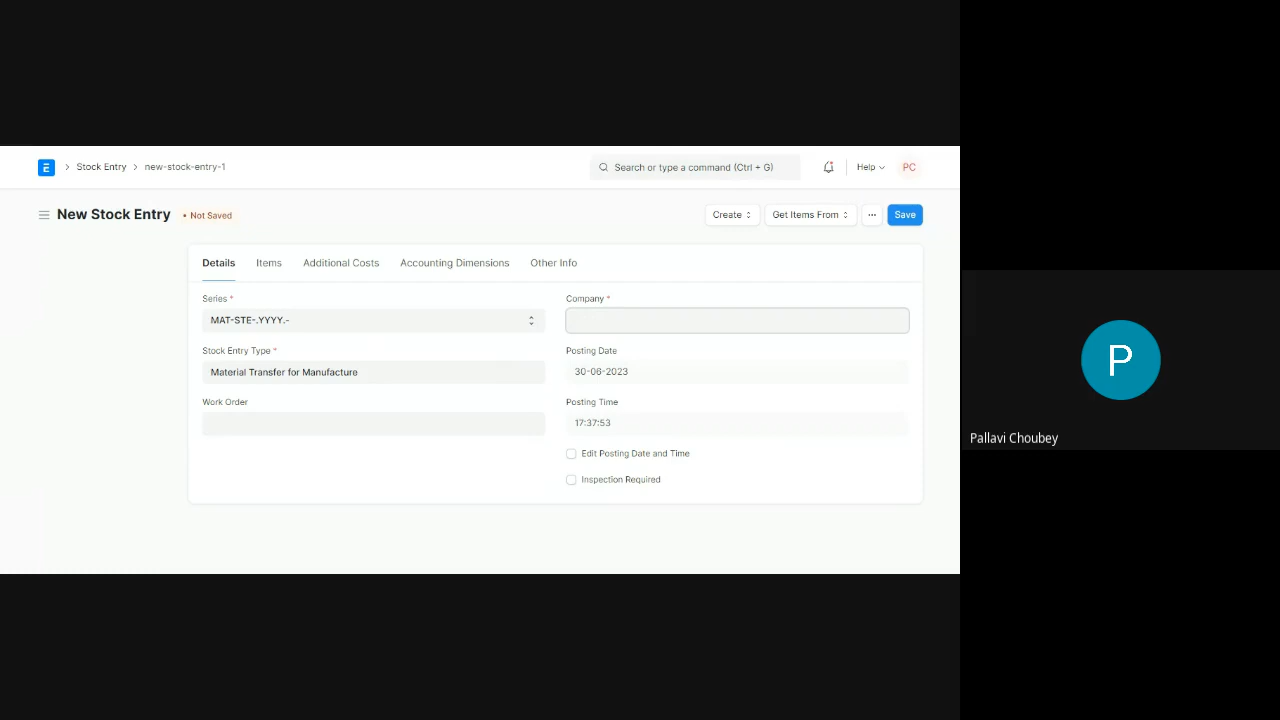 E
Stock Entry
new-stock-entry-1
Search or type a command (Ctrl + G)
Help
PC
New Stock Entry
• Not Saved
Create
Get Items From
···
Save
Details
Items
Additional Costs
Accounting Dimensions
Other Info
Series *
MAT-STE-.YYYY.-
Company *
Stock Entry Type *
Material Transfer for Manufacture
Posting Date
30-06-2023
Work Order
Posting Time
17:37:53
Edit Posting Date and Time
Inspection Required
P
Pallavi Choubey